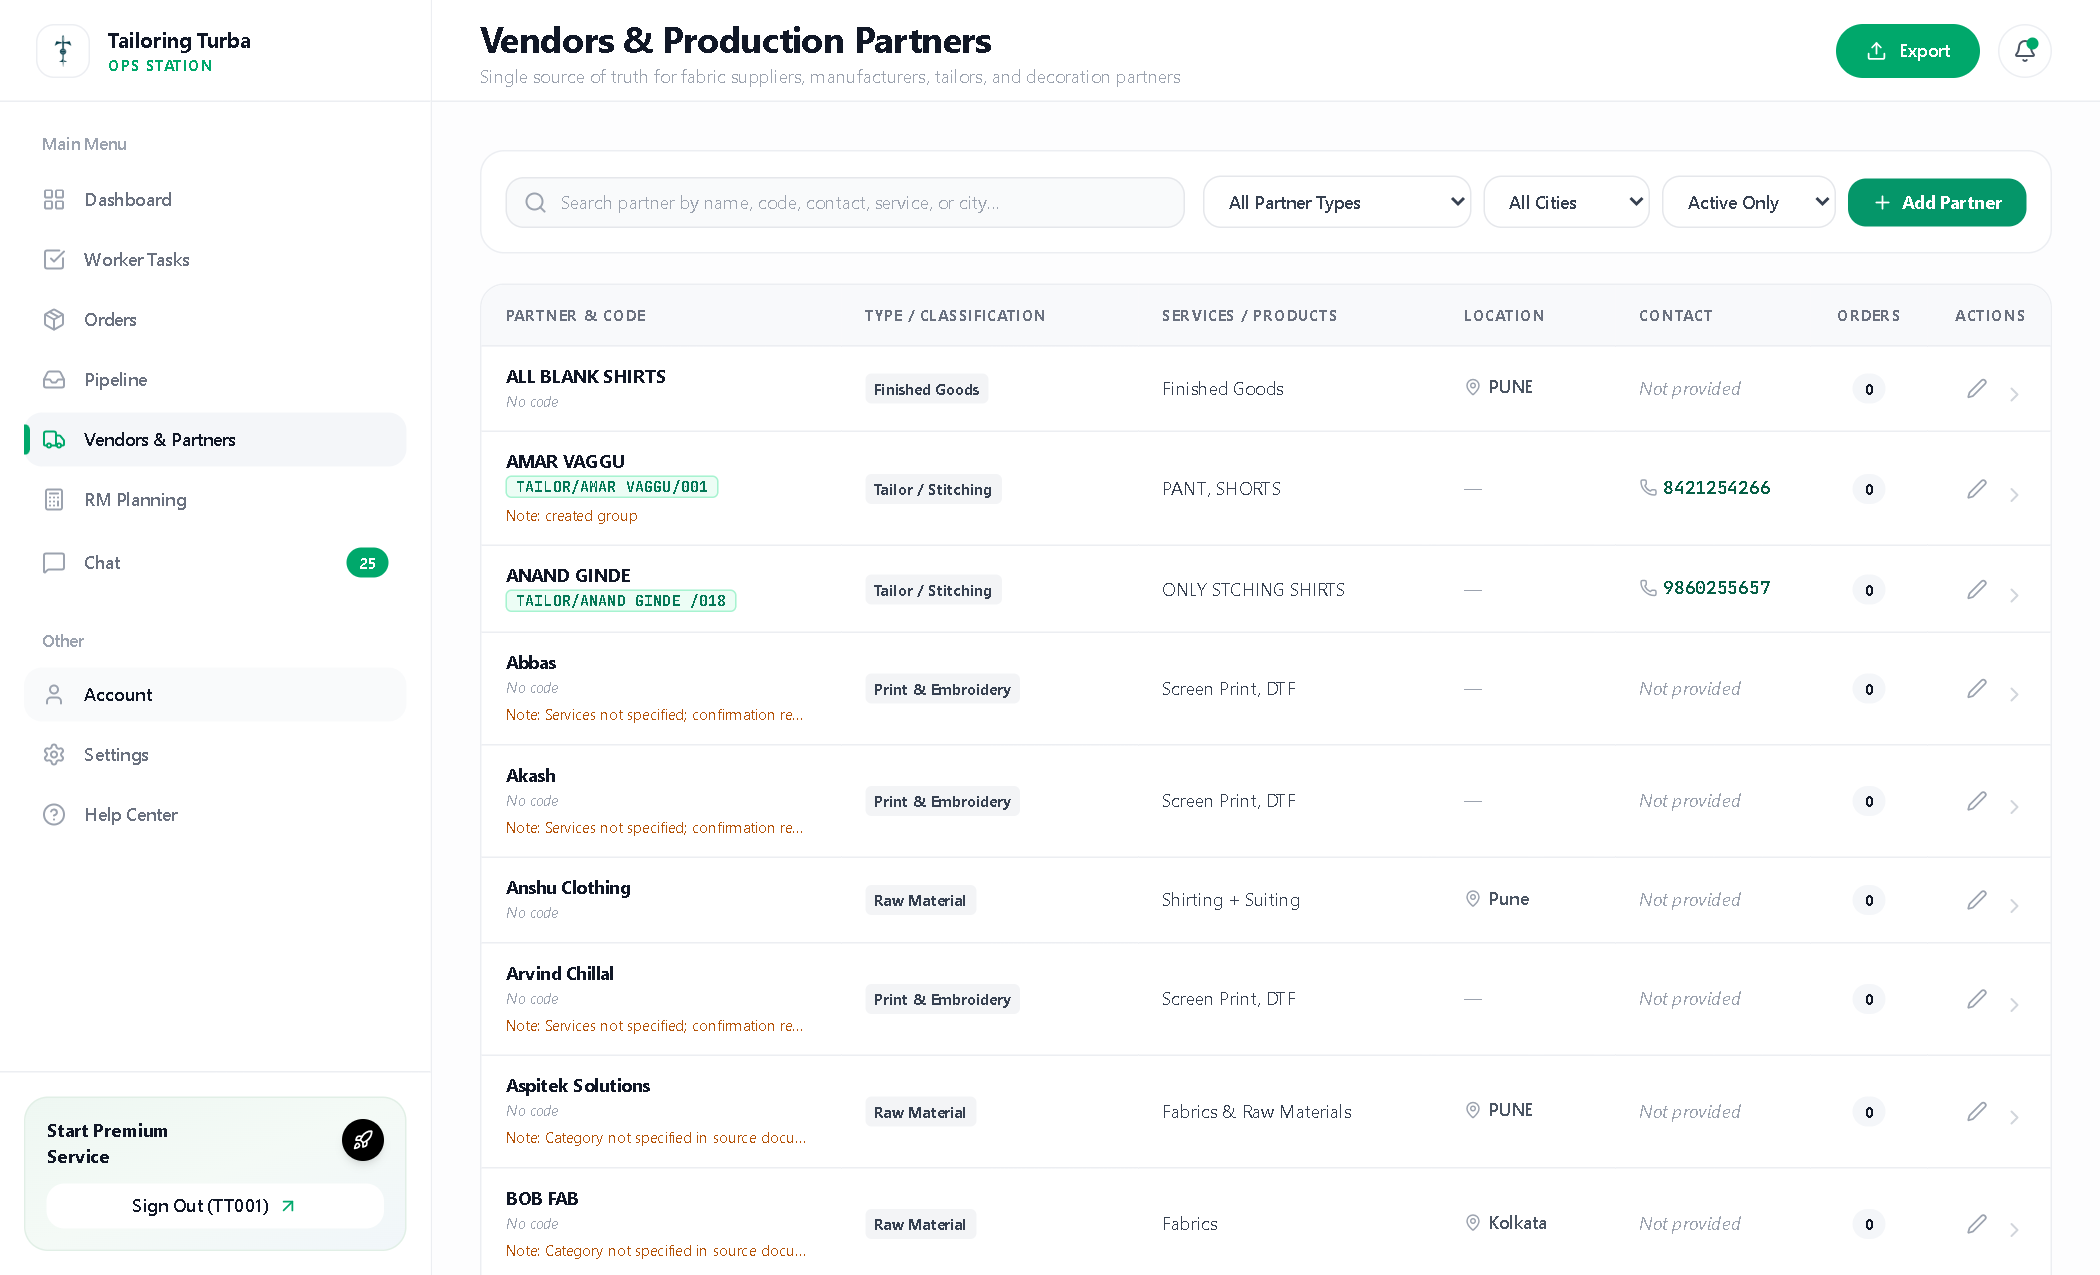 Tailoring Turba
OPS STATION
Main Menu
Dashboard
Worker Tasks
Orders
Pipeline
Vendors & Partners
RM Planning
Chat 25
Other
Account
Settings
Help Center
Start Premium
Service
Sign Out (TT001)
Vendors & Production Partners
Single source of truth for fabric suppliers, manufacturers, tailors, and decoration partners
Export
Search partner by name, code, contact, service, or city...
All Partner Types
All Cities
Active Only
+ Add Partner
PARTNER & CODE TYPE / CLASSIFICATION SERVICES / PRODUCTS LOCATION CONTACT ORDERS ACTIONS
ALL BLANK SHIRTS
No code
Finished Goods
Finished Goods
PUNE
Not provided
0
AMAR VAGGU
TAILOR/AMAR VAGGU/001
Note: created group
Tailor / Stitching
PANT, SHORTS
—
8421254266
0
ANAND GINDE
TAILOR/ANAND GINDE /018
Tailor / Stitching
ONLY STCHING SHIRTS
—
9860255657
0
Abbas
No code
Note: Services not specified; confirmation re...
Print & Embroidery
Screen Print, DTF
—
Not provided
0
Akash
No code
Note: Services not specified; confirmation re...
Print & Embroidery
Screen Print, DTF
—
Not provided
0
Anshu Clothing
No code
Raw Material
Shirting + Suiting
Pune
Not provided
0
Arvind Chillal
No code
Note: Services not specified; confirmation re...
Print & Embroidery
Screen Print, DTF
—
Not provided
0
Aspitek Solutions
No code
Note: Category not specified in source docu...
Raw Material
Fabrics & Raw Materials
PUNE
Not provided
0
BOB FAB
No code
Note: Category not specified in source docu...
Raw Material
Fabrics
Kolkata
Not provided
0